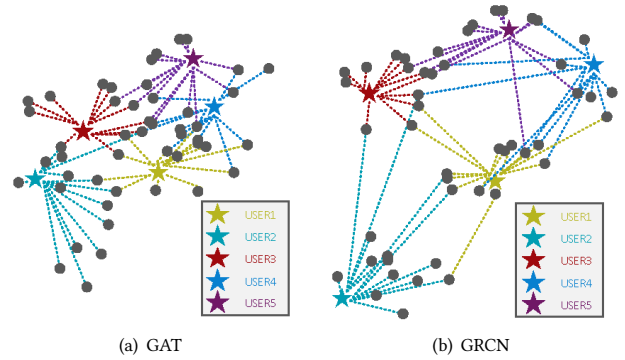 USER1
USER2
USER3
USER4
USER5
USER1
USER2
USER3
USER4
USER5
(a) GAT
(b) GRCN